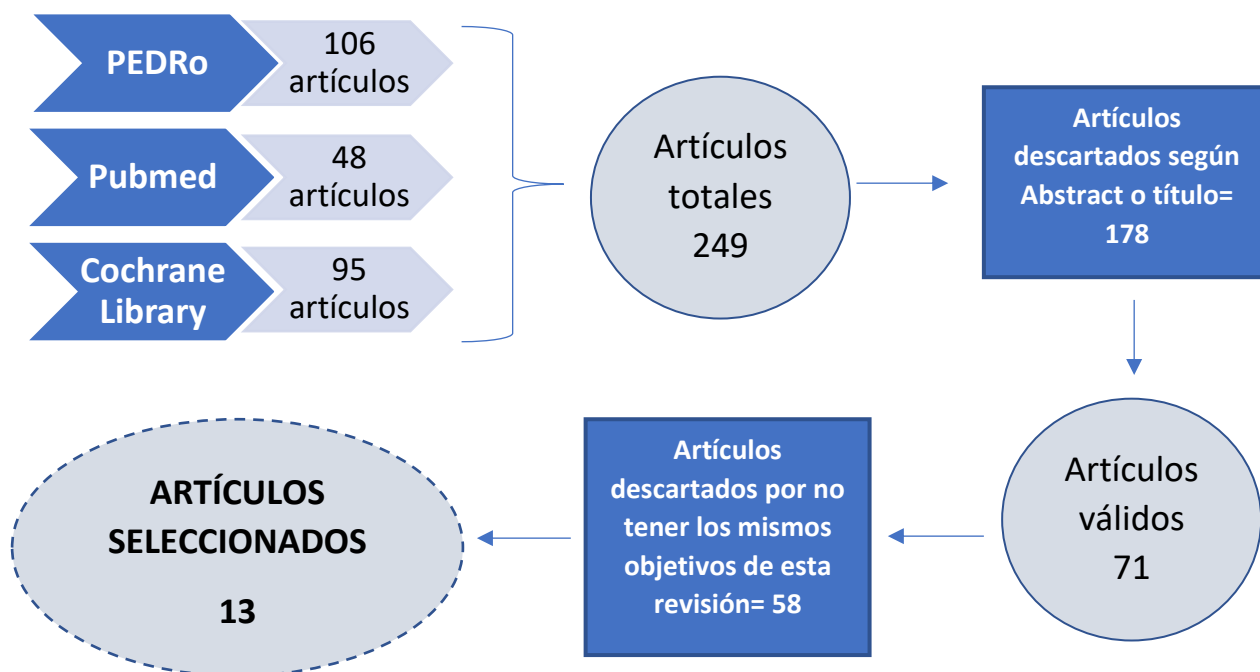 PEDRo
106
artículos
Pubmed
48
artículos
Cochrane
Library
95
artículos
Artículos
totales
249
Artículos
descartados según
Abstract o título=
178
Artículos
válidos
71
Artículos
descartados por no
tener los mismos
objetivos de esta
revisión= 58
ARTÍCULOS
SELECCIONADOS
13